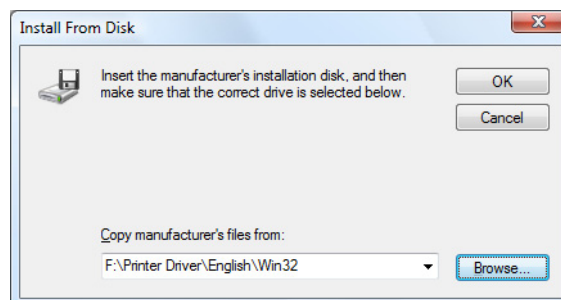 Install From Disk
Insert the manufacturer's installation disk, and then
make sure that the correct drive is selected below.
OK
Cancel
Copy manufacturer's files from:
F:\Printer Driver\English\Win32
Browse...